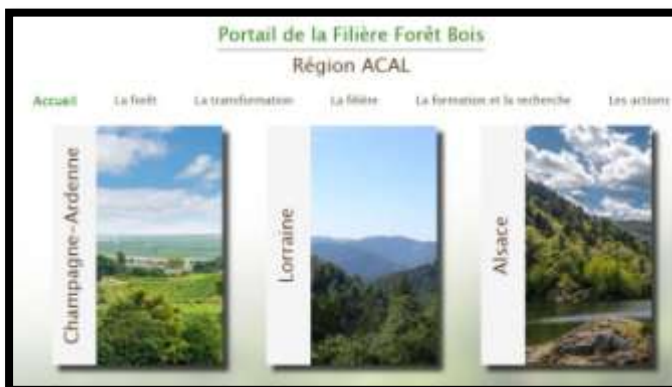 Portail de la Filière Forêt Bois
Région ACAL
Accueil La forêt La transformation La filière La formation et la recherche Les actions
Champagne-Ardenne
Lorraine
Alsace